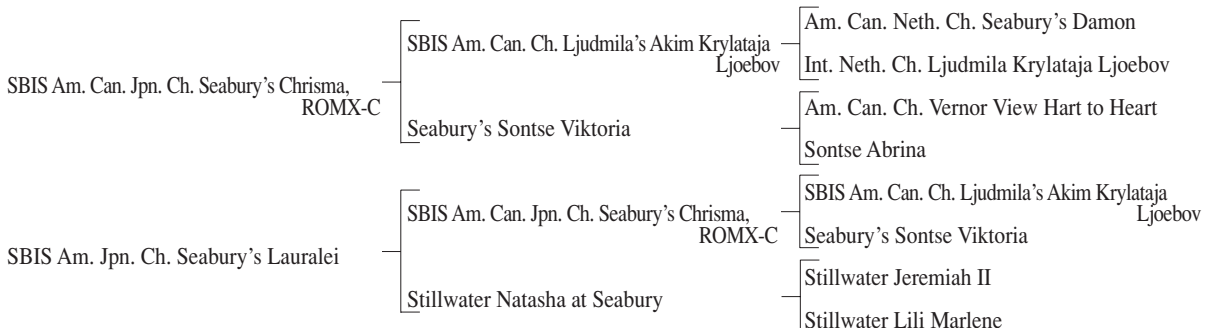 SBIS Am. Can. Jpn. Ch. Seabury’s Chrisma,
ROMX-C
SBIS Am. Can. Ch. Ljudmila’s Akim Krylataja
Ljoebov
Am. Can. Neth. Ch. Seabury’s Damon
Int. Neth. Ch. Ljudmila Krylataja Ljoebov
Seabury’s Sontse Viktoria
Am. Can. Ch. Vernor View Hart to Heart
Sontse Abrina
SBIS Am. Jpn. Ch. Seabury’s Lauralei
SBIS Am. Can. Jpn. Ch. Seabury’s Chrisma,
ROMX-C
SBIS Am. Can. Ch. Ljudmila’s Akim Krylataja
Ljoebov
Seabury’s Sontse Viktoria
Stillwater Natasha at Seabury
Stillwater Jeremiah II
Stillwater Lili Marlene